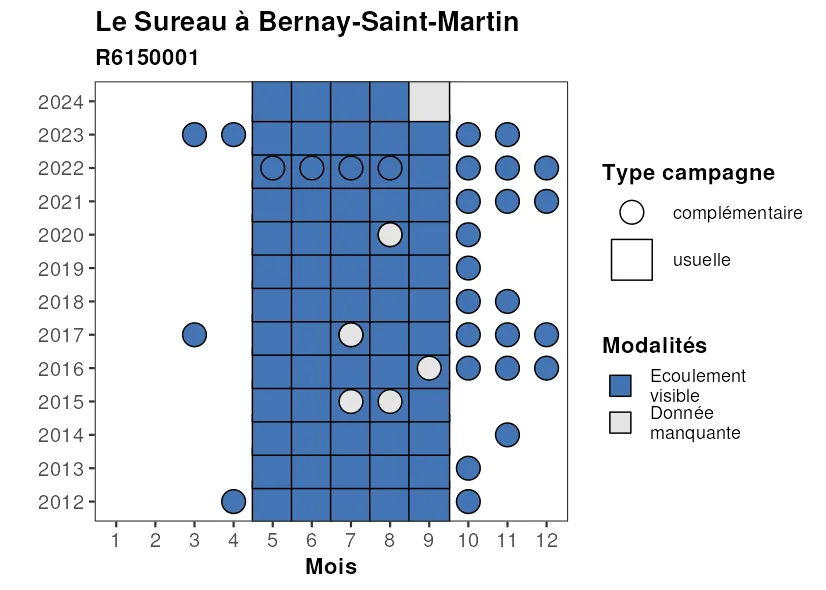 Le Sureau à Bernay-Saint-Martin
R6150001
2024
2023
2022
2021
2020
2019
2018
2017
2016
2015
2014
2013
2012
1 2 3 4 5 6 7 8 9 10 11 12
Mois
Type campagne
complémentaire
usuelle
Modalités
Ecoulement
visible
Donnée
manquante